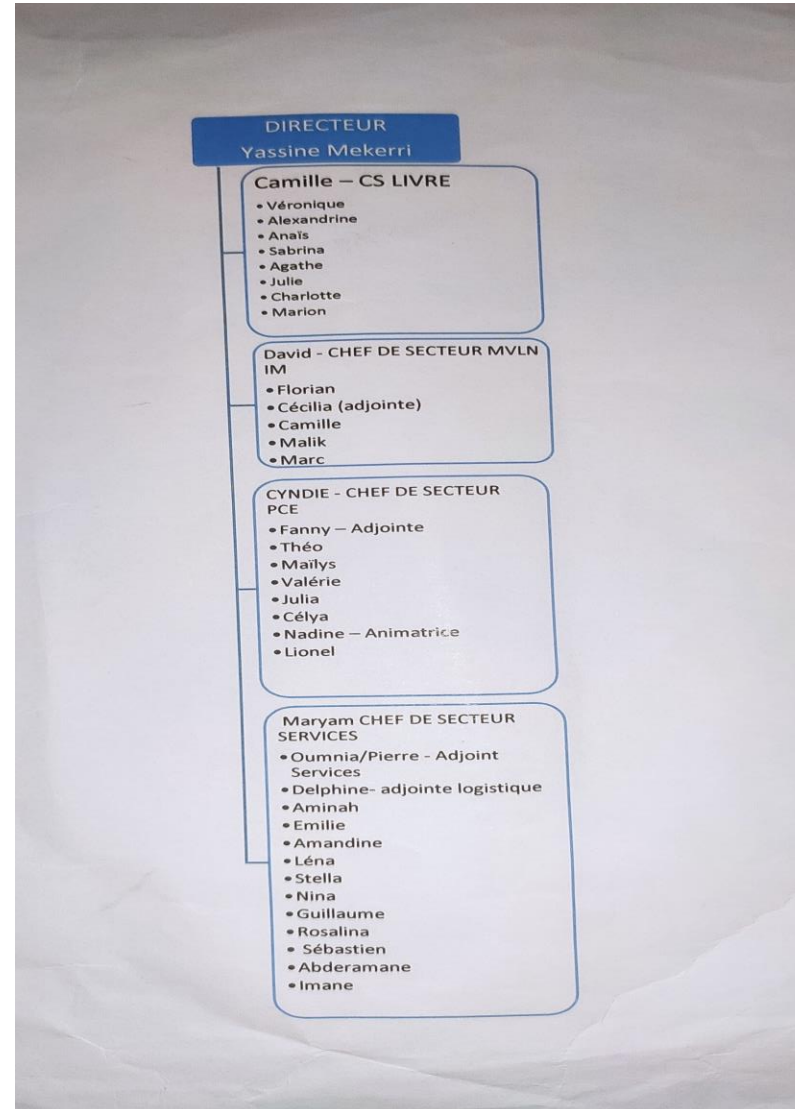 DIRECTEUR
Yassine Mekerri
Camille – CS LIVRE
• Véronique
• Alexandrine
• Anaïs
• Sabrina
• Agathe
• Julie
• Charlotte
• Marion
David - CHEF DE SECTEUR MVLN
IM
• Florian
• Cécilia (adjointe)
• Camille
• Malik
• Marc
CYNDIE - CHEF DE SECTEUR
PCE
• Fanny – Adjointe
• Théo
• Maïlys
• Valérie
• Julia
• Célya
• Nadine – Animatrice
• Lionel
Maryam CHEF DE SECTEUR
SERVICES
• Oumnia/Pierre - Adjoint
Services
• Delphine- adjointe logistique
• Aminah
• Emilie
• Amandine
• Léna
• Stella
• Nina
• Guillaume
• Rosalina
• Sébastien
• Abderamane
• Imane